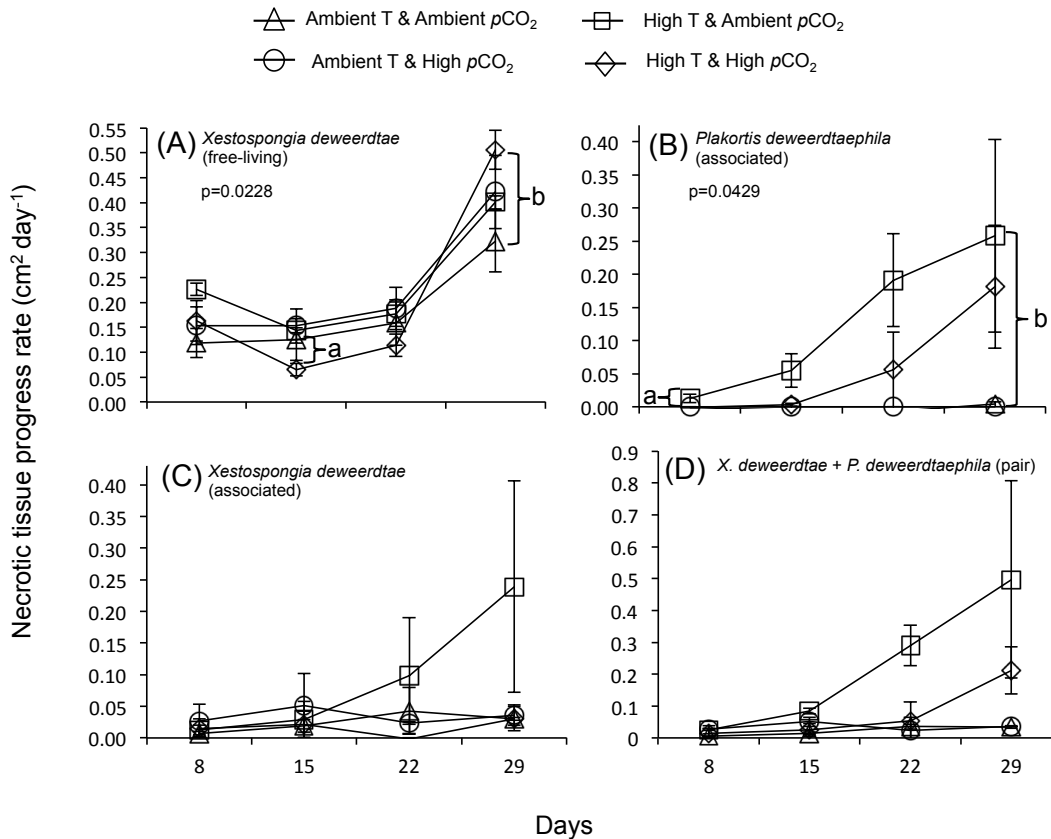 Ambient T & Ambient pCO₂
High T & Ambient pCO₂
Ambient T & High pCO₂
High T & High pCO₂
Necrotic tissue progress rate (cm² day⁻¹)
(A) Xestospongia deweerdtae
(free-living)
p=0.0228
0.55
0.50
0.45
0.40
0.35
0.30
0.25
0.20
0.15
0.10
0.05
0.00
a
b
(B) Plakortis deweerdtaephila
(associated)
p=0.0429
0.40
0.35
0.30
0.25
0.20
0.15
0.10
0.05
0.00
a
b
(C) Xestospongia deweerdtae
(associated)
0.40
0.35
0.30
0.25
0.20
0.15
0.10
0.05
0.00
8 15 22 29
(D) X. deweerdtae + P. deweerdtaephila (pair)
0.9
0.8
0.7
0.6
0.5
0.4
0.3
0.2
0.1
0
8 15 22 29
Days